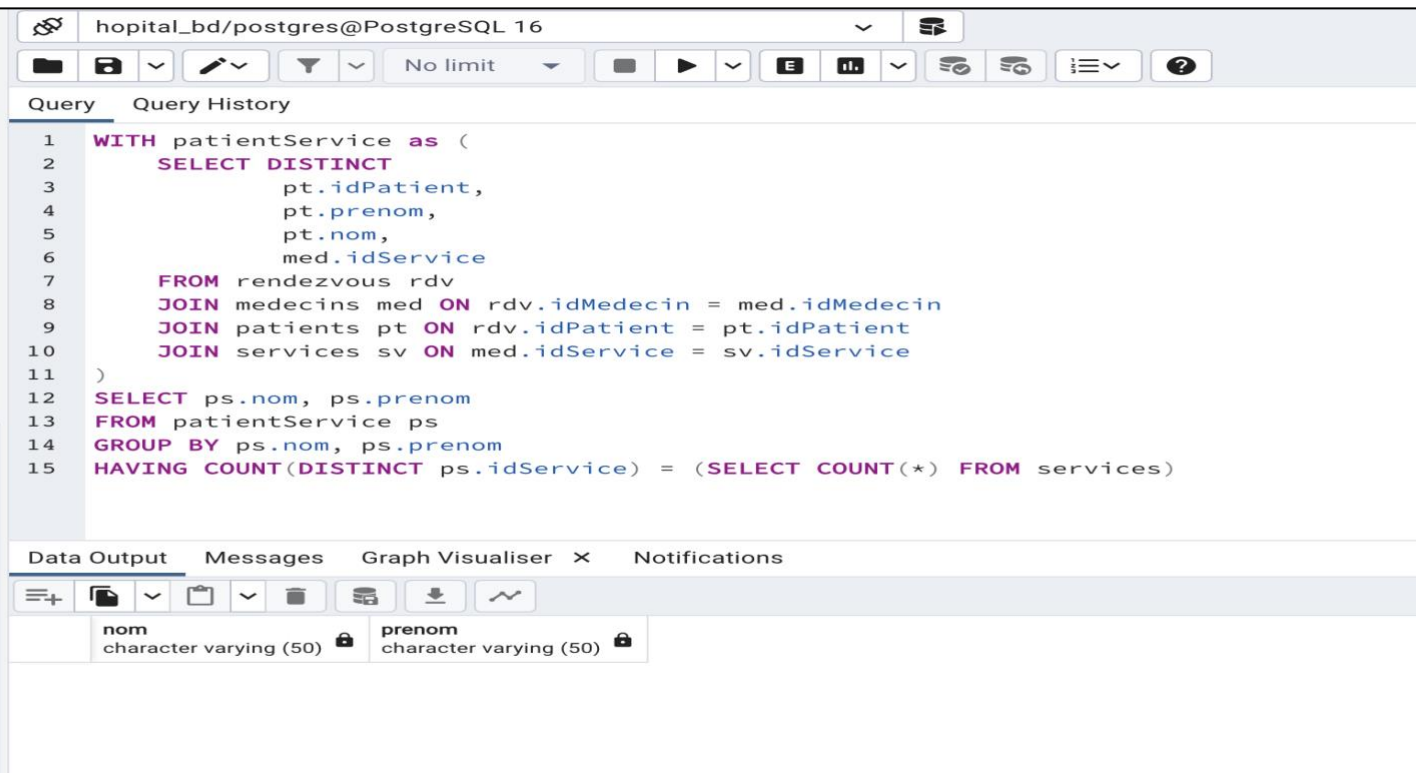 hopital_bd/postgres@PostgreSQL 16
No limit
Query Query History
1 WITH patientService as (
2 SELECT DISTINCT
3 pt.idPatient,
4 pt.prenom,
5 pt.nom,
6 med.idService
7 FROM rendezvous rdv
8 JOIN medecins med ON rdv.idMedecin = med.idMedecin
9 JOIN patients pt ON rdv.idPatient = pt.idPatient
10 JOIN services sv ON med.idService = sv.idService
11 )
12 SELECT ps.nom, ps.prenom
13 FROM patientService ps
14 GROUP BY ps.nom, ps.prenom
15 HAVING COUNT(DISTINCT ps.idService) = (SELECT COUNT(*) FROM services)
Data Output Messages Graph Visualiser × Notifications
nom prenom
character varying (50) character varying (50)